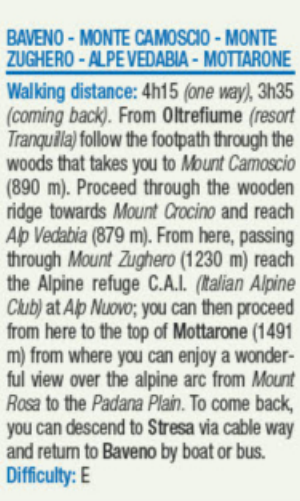 BAVENO - MONTE CAMOSCIO - MONTE
ZUGHERO - ALPE VEDABIA - MOTTARONE
Walking distance: 4h15 (one way), 3h35
(coming back). From Oltrefiume (resort
Tranquilla) follow the footpath through the
woods that takes you to Mount Camoscio
(890 m). Proceed through the wooden
ridge towards Mount Crocino and reach
Alp Vedabia (879 m). From here, passing
through Mount Zughero (1230 m) reach
the Alpine refuge C.A.I. (Italian Alpine
Club) at Alp Nuovo; you can then proceed
from here to the top of Mottarone (1491
m) from where you can enjoy a wonder-
ful view over the alpine arc from Mount
Rosa to the Padana Plain. To come back,
you can descend to Stresa via cable way
and return to Baveno by boat or bus.
Difficulty: E